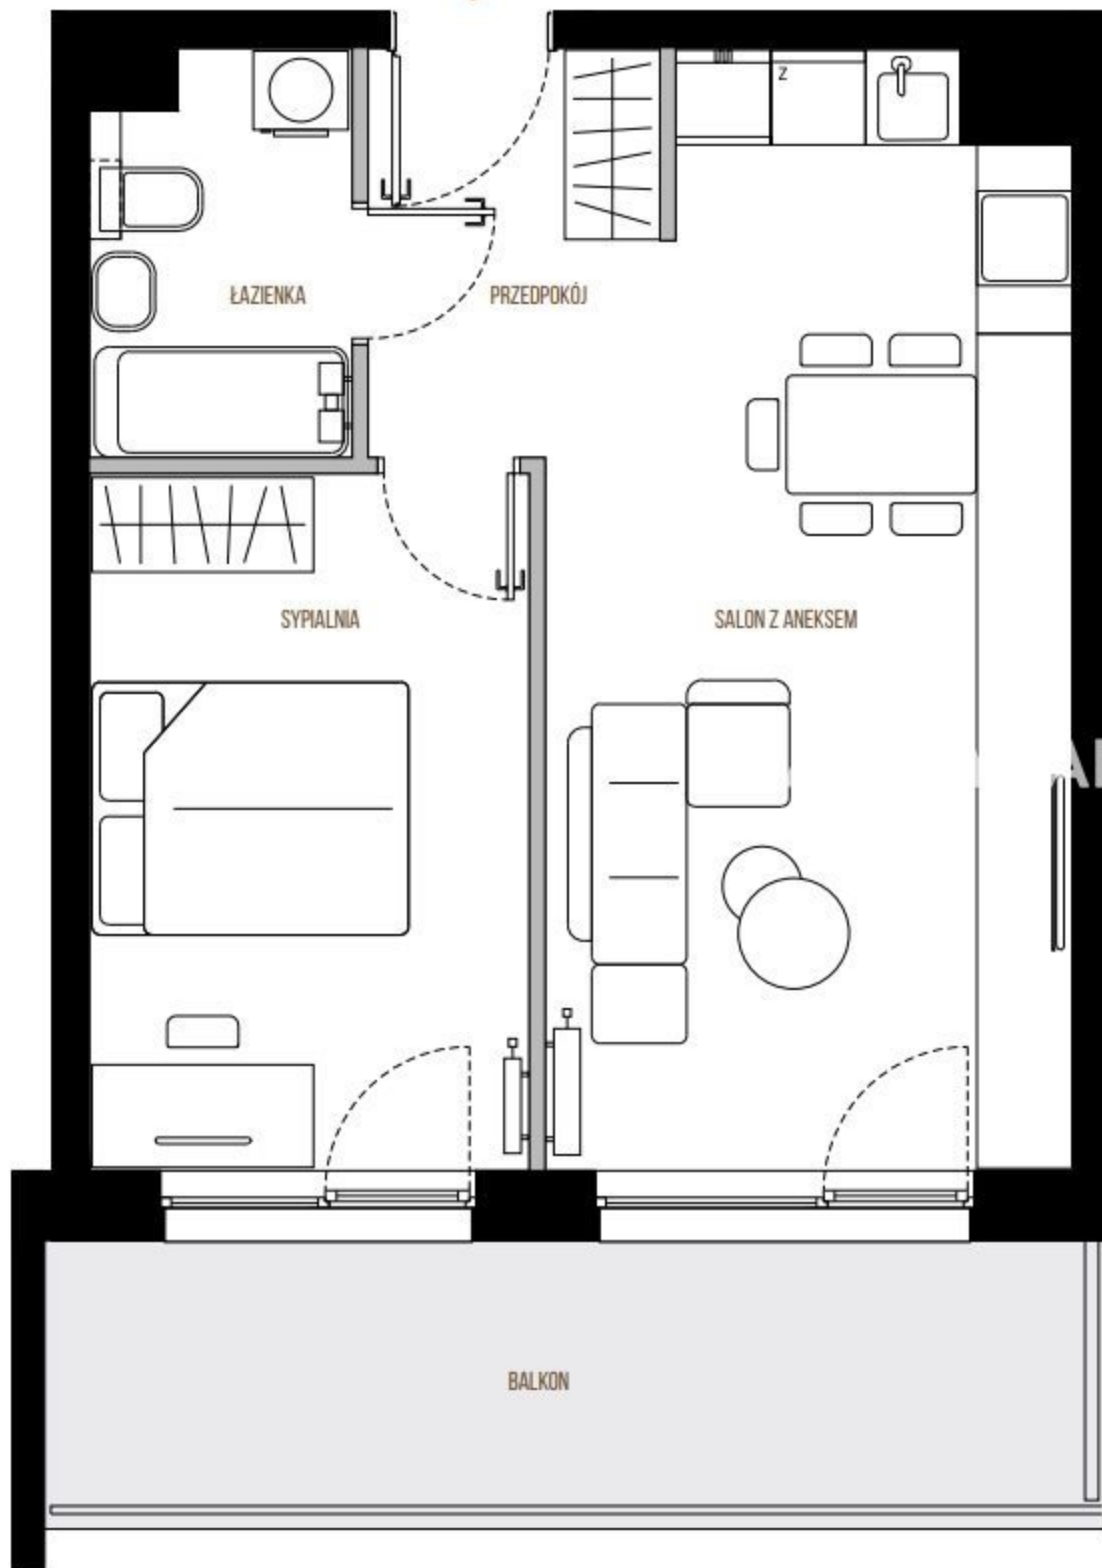 Z
ŁAZIENKA
PRZEDPOKÓJ
SYPIALNIA
SALON Z ANEKSEM
BALKON